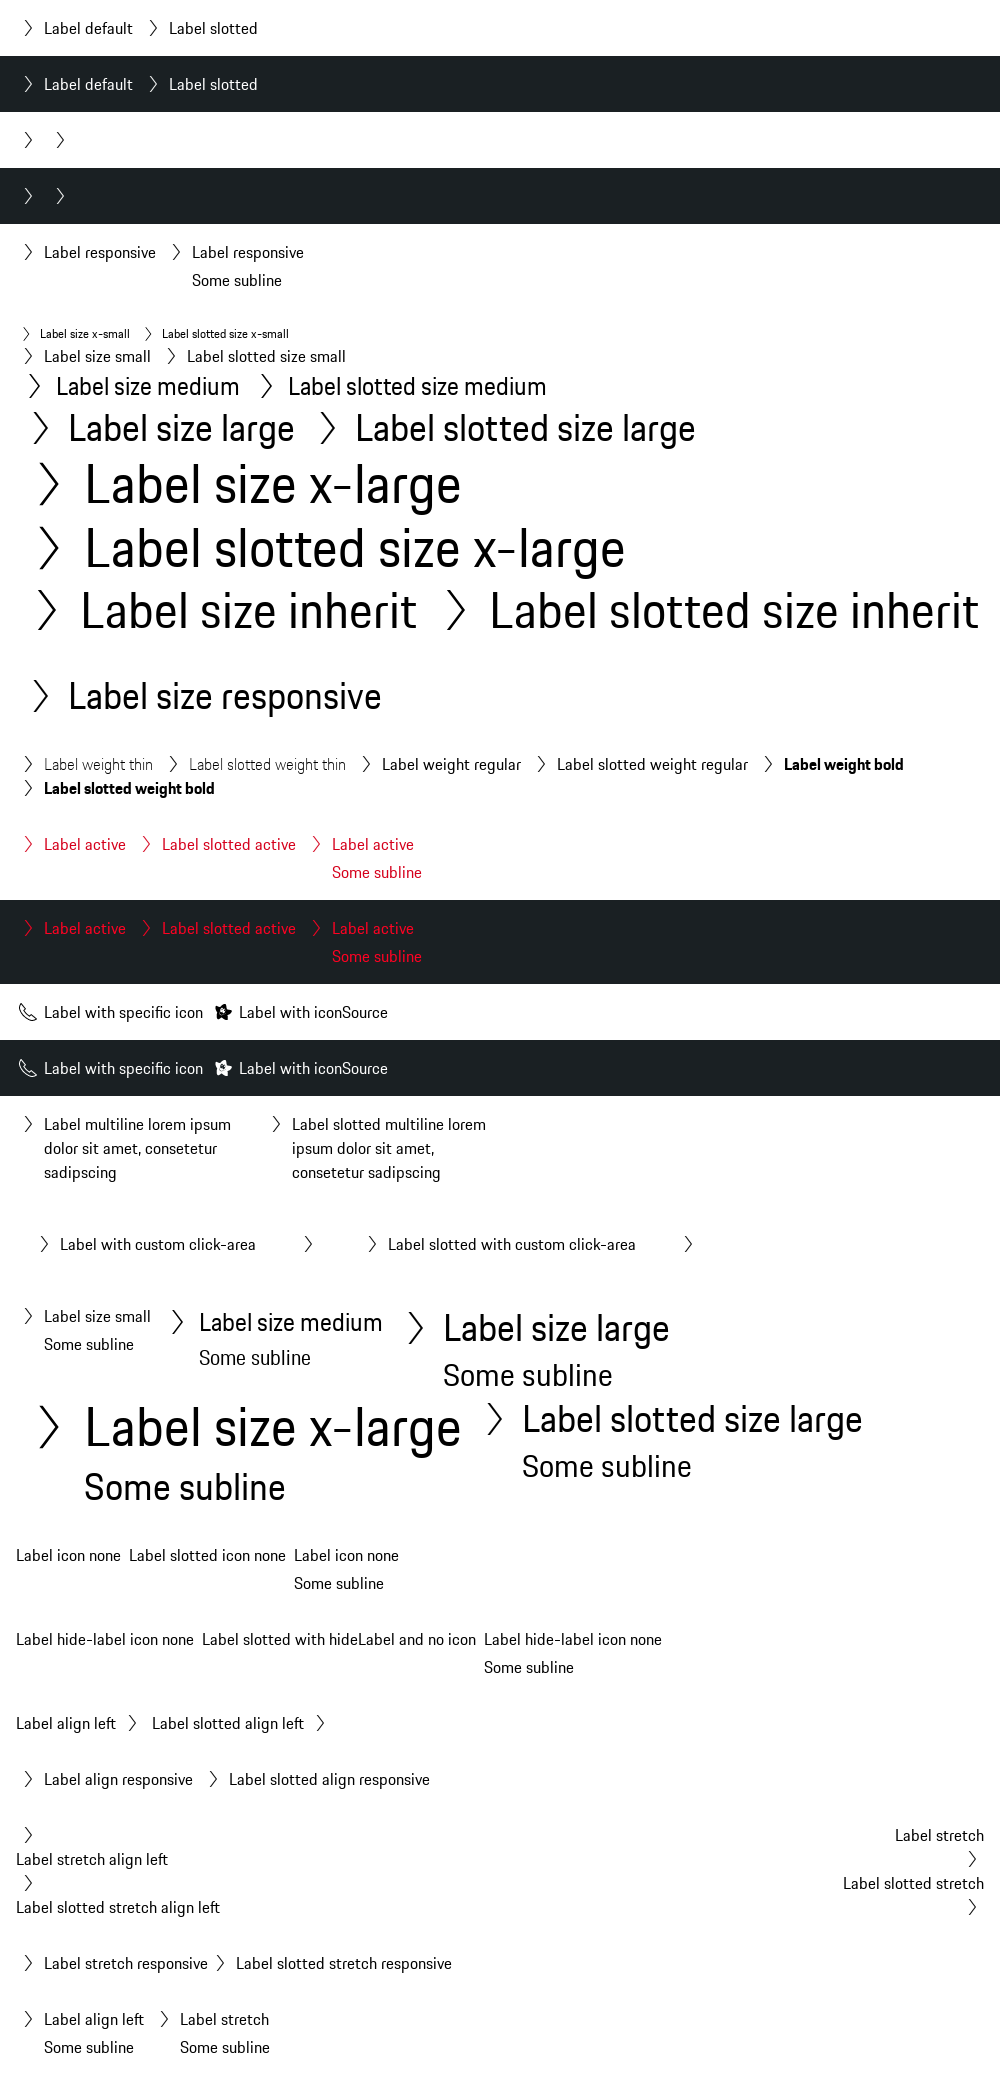 Label default Label slotted
Label default Label slotted
Label responsive Label responsive
Some subline
Label size x-small Label slotted size x-small
Label size small Label slotted size small
Label size medium Label slotted size medium
Label size large Label slotted size large
Label size x-large
Label slotted size x-large
Label size inherit Label slotted size inherit
Label size responsive
Label weight thin Label slotted weight thin Label weight regular Label slotted weight regular Label weight bold
Label slotted weight bold
Label active Label slotted active Label active
Some subline
Label active Label slotted active Label active
Some subline
Label with specific icon Label with iconSource
Label with specific icon Label with iconSource
Label multiline lorem ipsum Label slotted multiline lorem
dolor sit amet, consetetur ipsum dolor sit amet,
sadipscing consetetur sadipscing
Label with custom click-area Label slotted with custom click-area
Label size small Label size medium Label size large
Some subline Some subline Some subline
Label size x-large Label slotted size large
Some subline Some subline
Label icon none Label slotted icon none Label icon none
Some subline
Label hide-label icon none Label slotted with hideLabel and no icon Label hide-label icon none
Some subline
Label align left Label slotted align left
Label align responsive Label slotted align responsive
Label stretch
Label stretch align left
Label slotted stretch
Label slotted stretch align left
Label stretch responsive Label slotted stretch responsive
Label align left Label stretch
Some subline Some subline